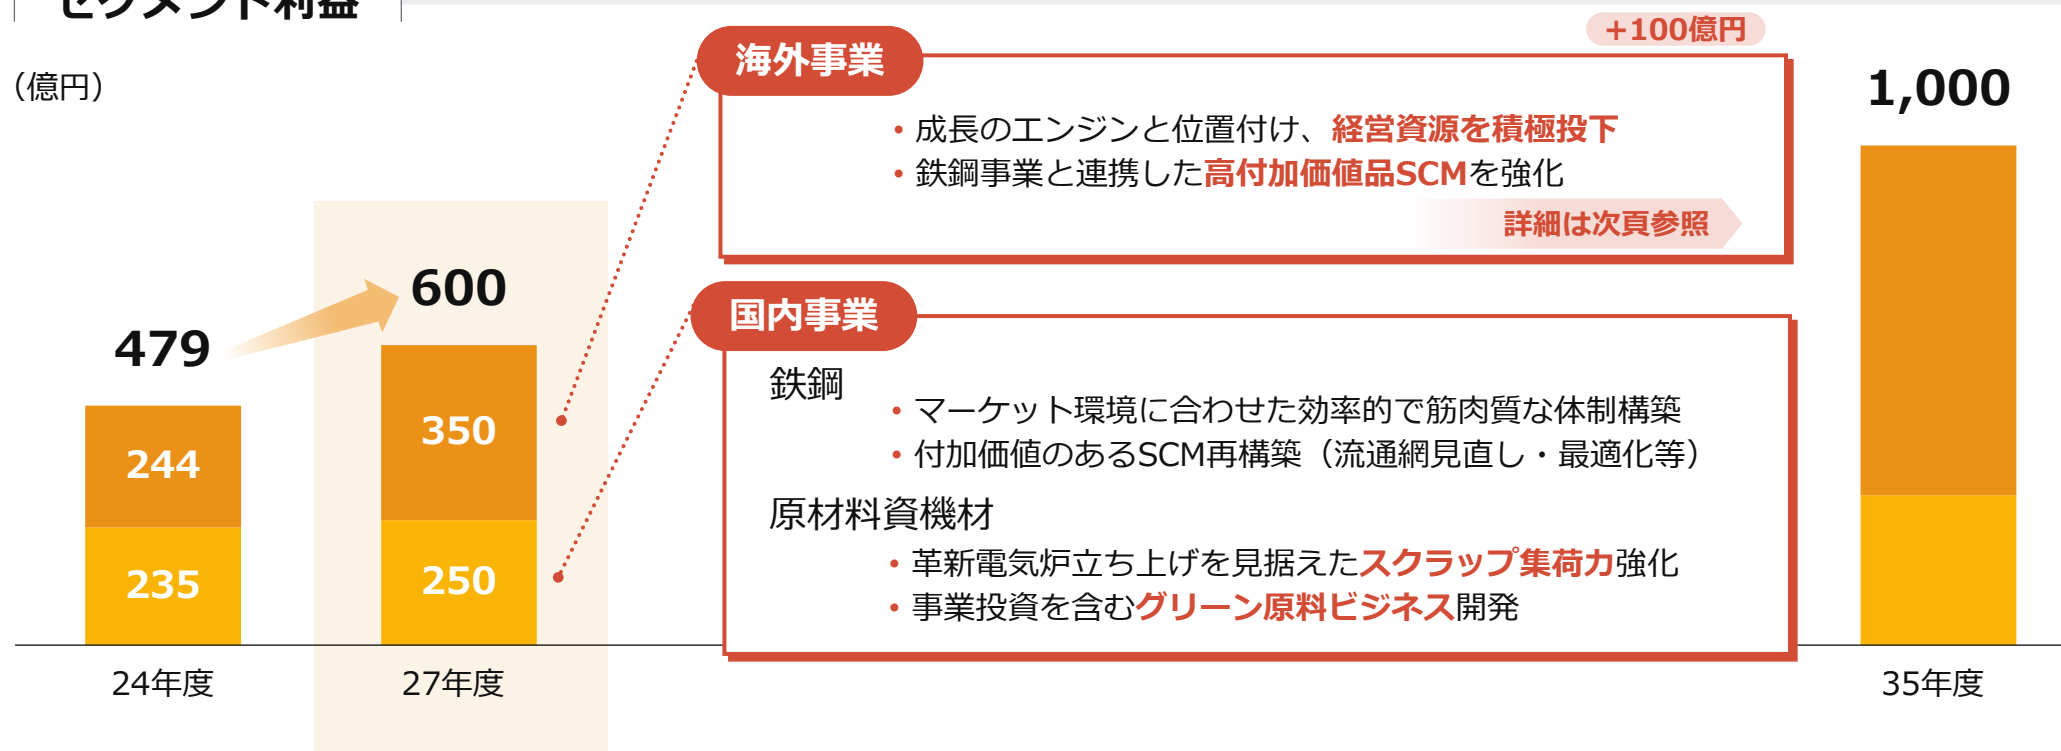 セグメント利益
（億円）
479
244
235
24年度
600
350
250
27年度
+100億円
海外事業
・成長のエンジンと位置付け、経営資源を積極投下
・鉄鋼事業と連携した高付加価値品SCMを強化
詳細は次頁参照
国内事業
鉄鋼
・マーケット環境に合わせた効率的で筋肉質な体制構築
・付加価値のあるSCM再構築（流通網見直し・最適化等）
原材料資機材
・革新電気炉立ち上げを見据えたスクラップ集荷力強化
・事業投資を含むグリーン原料ビジネス開発
1,000
35年度